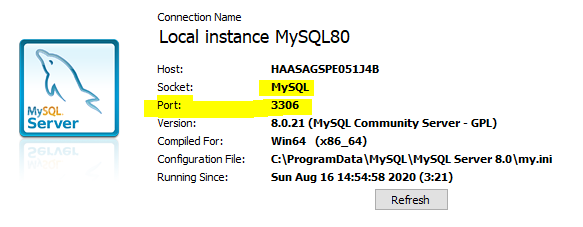 Connection Name
Local instance MySQL80
Host: HAASAGSPE051J4B
Socket: MySQL
Port: 3306
Version: 8.0.21 (MySQL Community Server - GPL)
Compiled For: Win64 (x86_64)
Configuration File: C:\ProgramData\MySQL\MySQL Server 8.0\my.ini
Running Since: Sun Aug 16 14:54:58 2020 (3:21)
Refresh
MySQL
Server